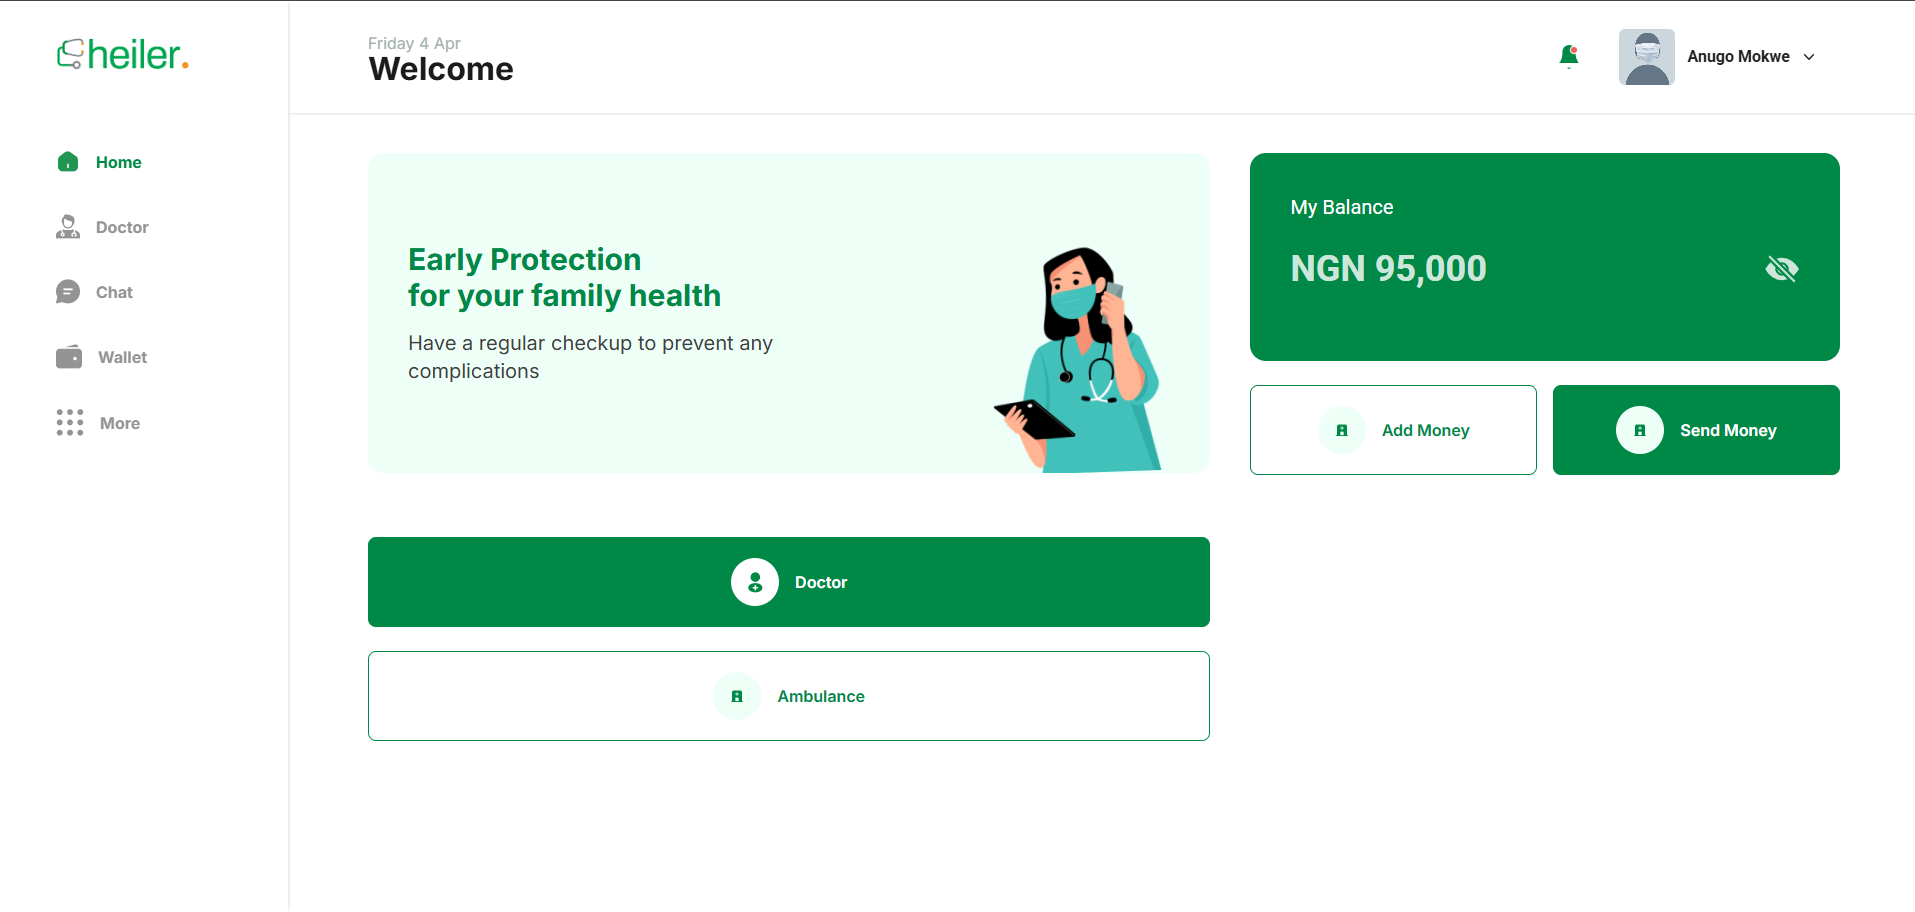 heiler.
Home
Doctor
Chat
Wallet
More
Friday 4 Apr
Welcome
Anugo Mokwe
Early Protection
for your family health
Have a regular checkup to prevent any
complications
My Balance
NGN 95,000
Add Money
Send Money
Doctor
Ambulance